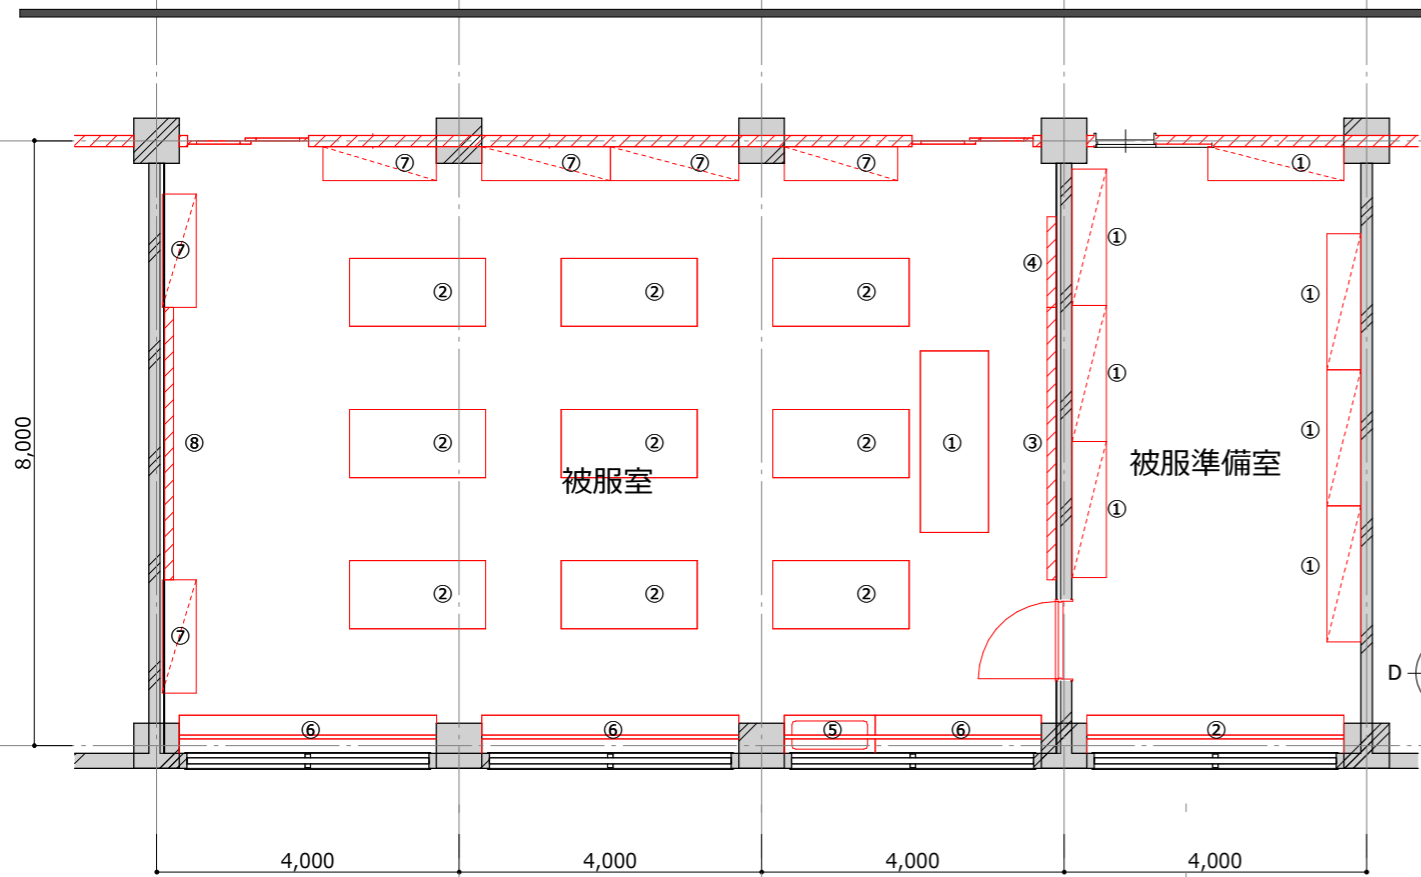 ⑦ ⑦ ⑦ ⑦ ①
⑦ ④ ① ①
② ② ②
①
8,000 ⑧ ② ② ② ① ③ ①
被服室 被服準備室
①
② ② ② ①
⑦ D
⑥ ⑥ ⑤ ⑥ ②
4,000 4,000 4,000 4,000